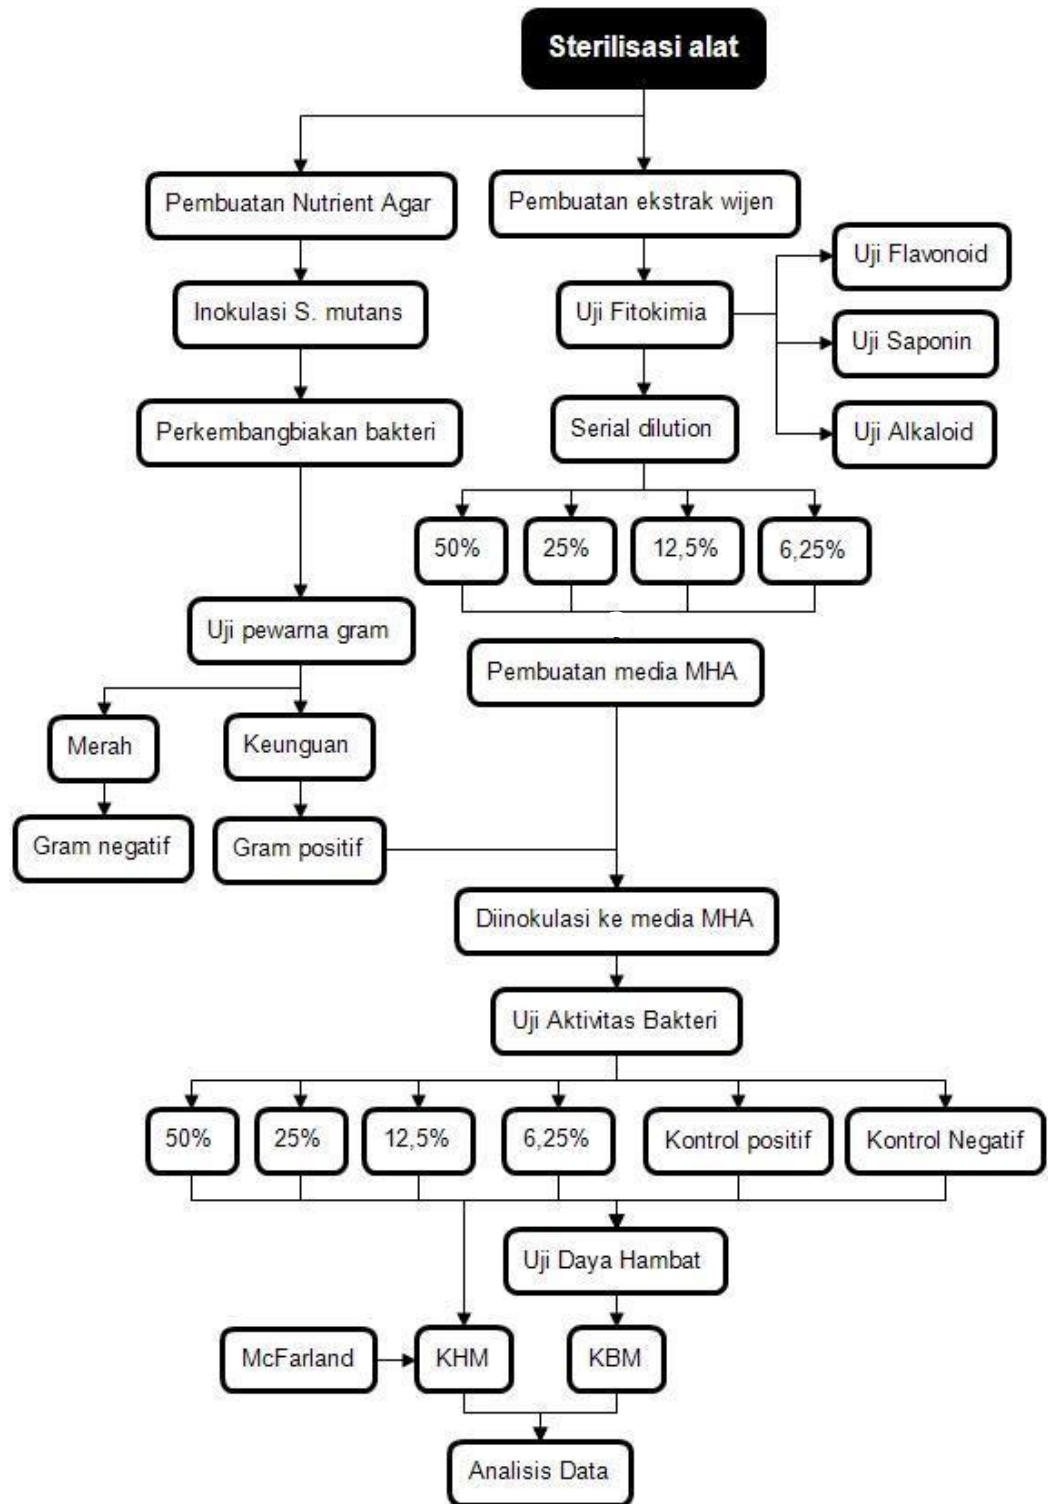 Sterilisasi alat
Pembuatan Nutrient Agar
Pembuatan ekstrak wijen
Uji Flavonoid
Inokulasi S. mutans
Uji Fitokimia
Uji Saponin
Perkembangbiakan bakteri
Serial dilution
Uji Alkaloid
50%
25%
12,5%
6,25%
Uji pewarna gram
Pembuatan media MHA
Merah
Keunguan
Gram negatif
Gram positif
Diinokulasi ke media MHA
Uji Aktivitas Bakteri
50%
25%
12,5%
6,25%
Kontrol positif
Kontrol Negatif
Uji Daya Hambat
McFarland
KHM
KBM
Analisis Data